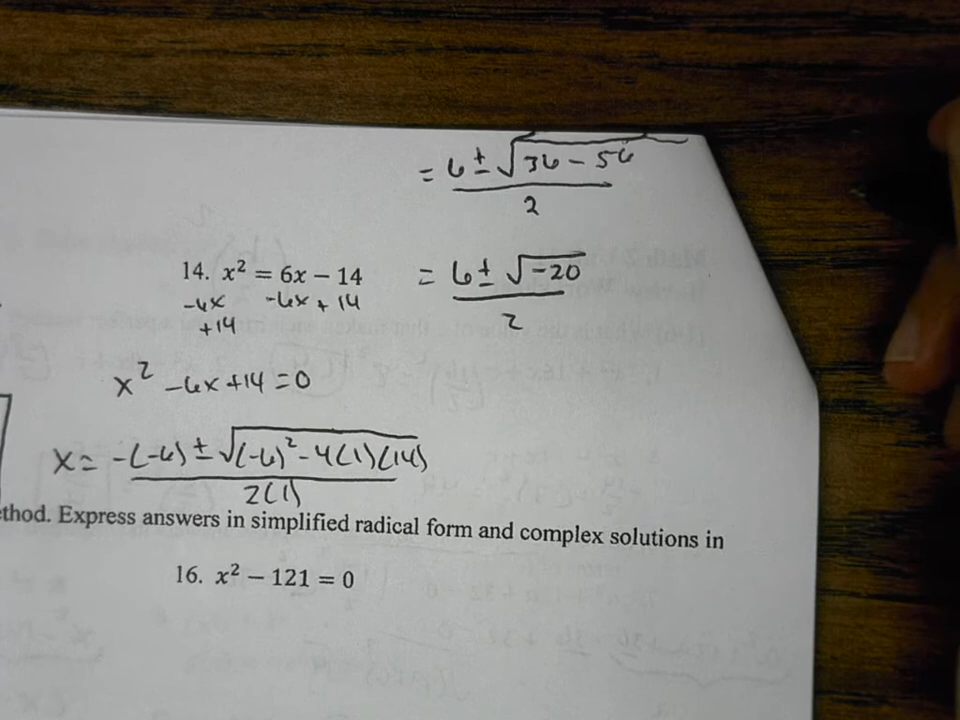 = 6 ± √36 - 56
2
14. x² = 6x − 14
-6x -6x + 14
+14
= 6 ± √-20
2
x² - 6x + 14 = 0
x = -(-6) ± √(-6)² - 4(1)(14)
2(1)
thod. Express answers in simplified radical form and complex solutions in
16. x² − 121 = 0